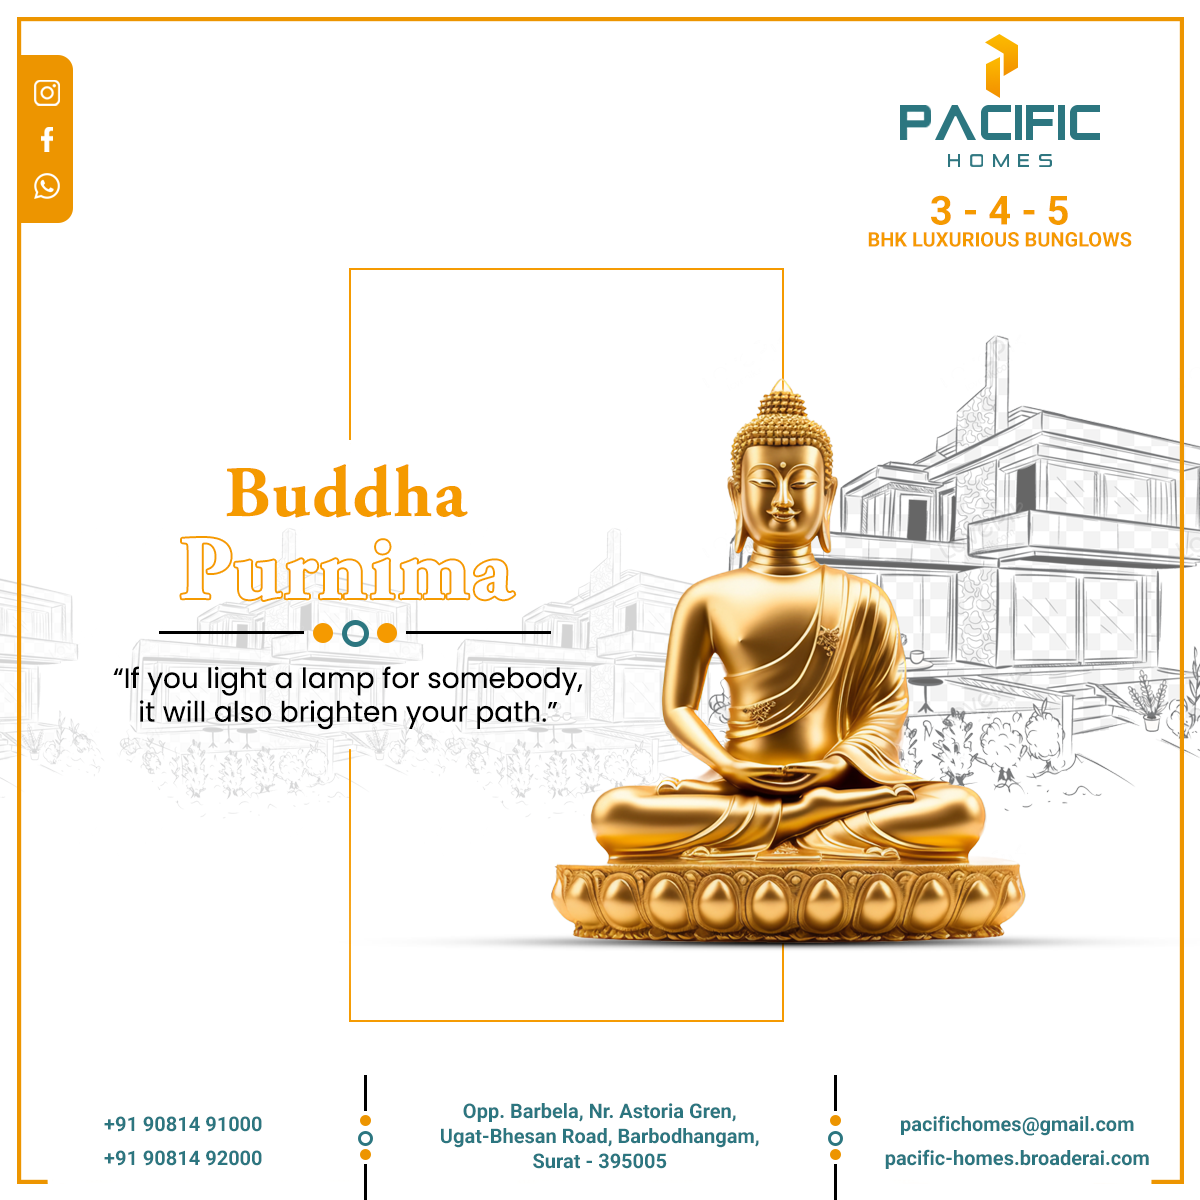 PACIFIC
HOMES
3 - 4 - 5
BHK LUXURIOUS BUNGLOWS
Buddha
Purnima
“If you light a lamp for somebody,
it will also brighten your path.”
+91 90814 91000
+91 90814 92000
Opp. Barbela, Nr. Astoria Gren,
Ugat-Bhesan Road, Barbodhangam,
Surat - 395005
pacifichomes@gmail.com
pacific-homes.broaderai.com